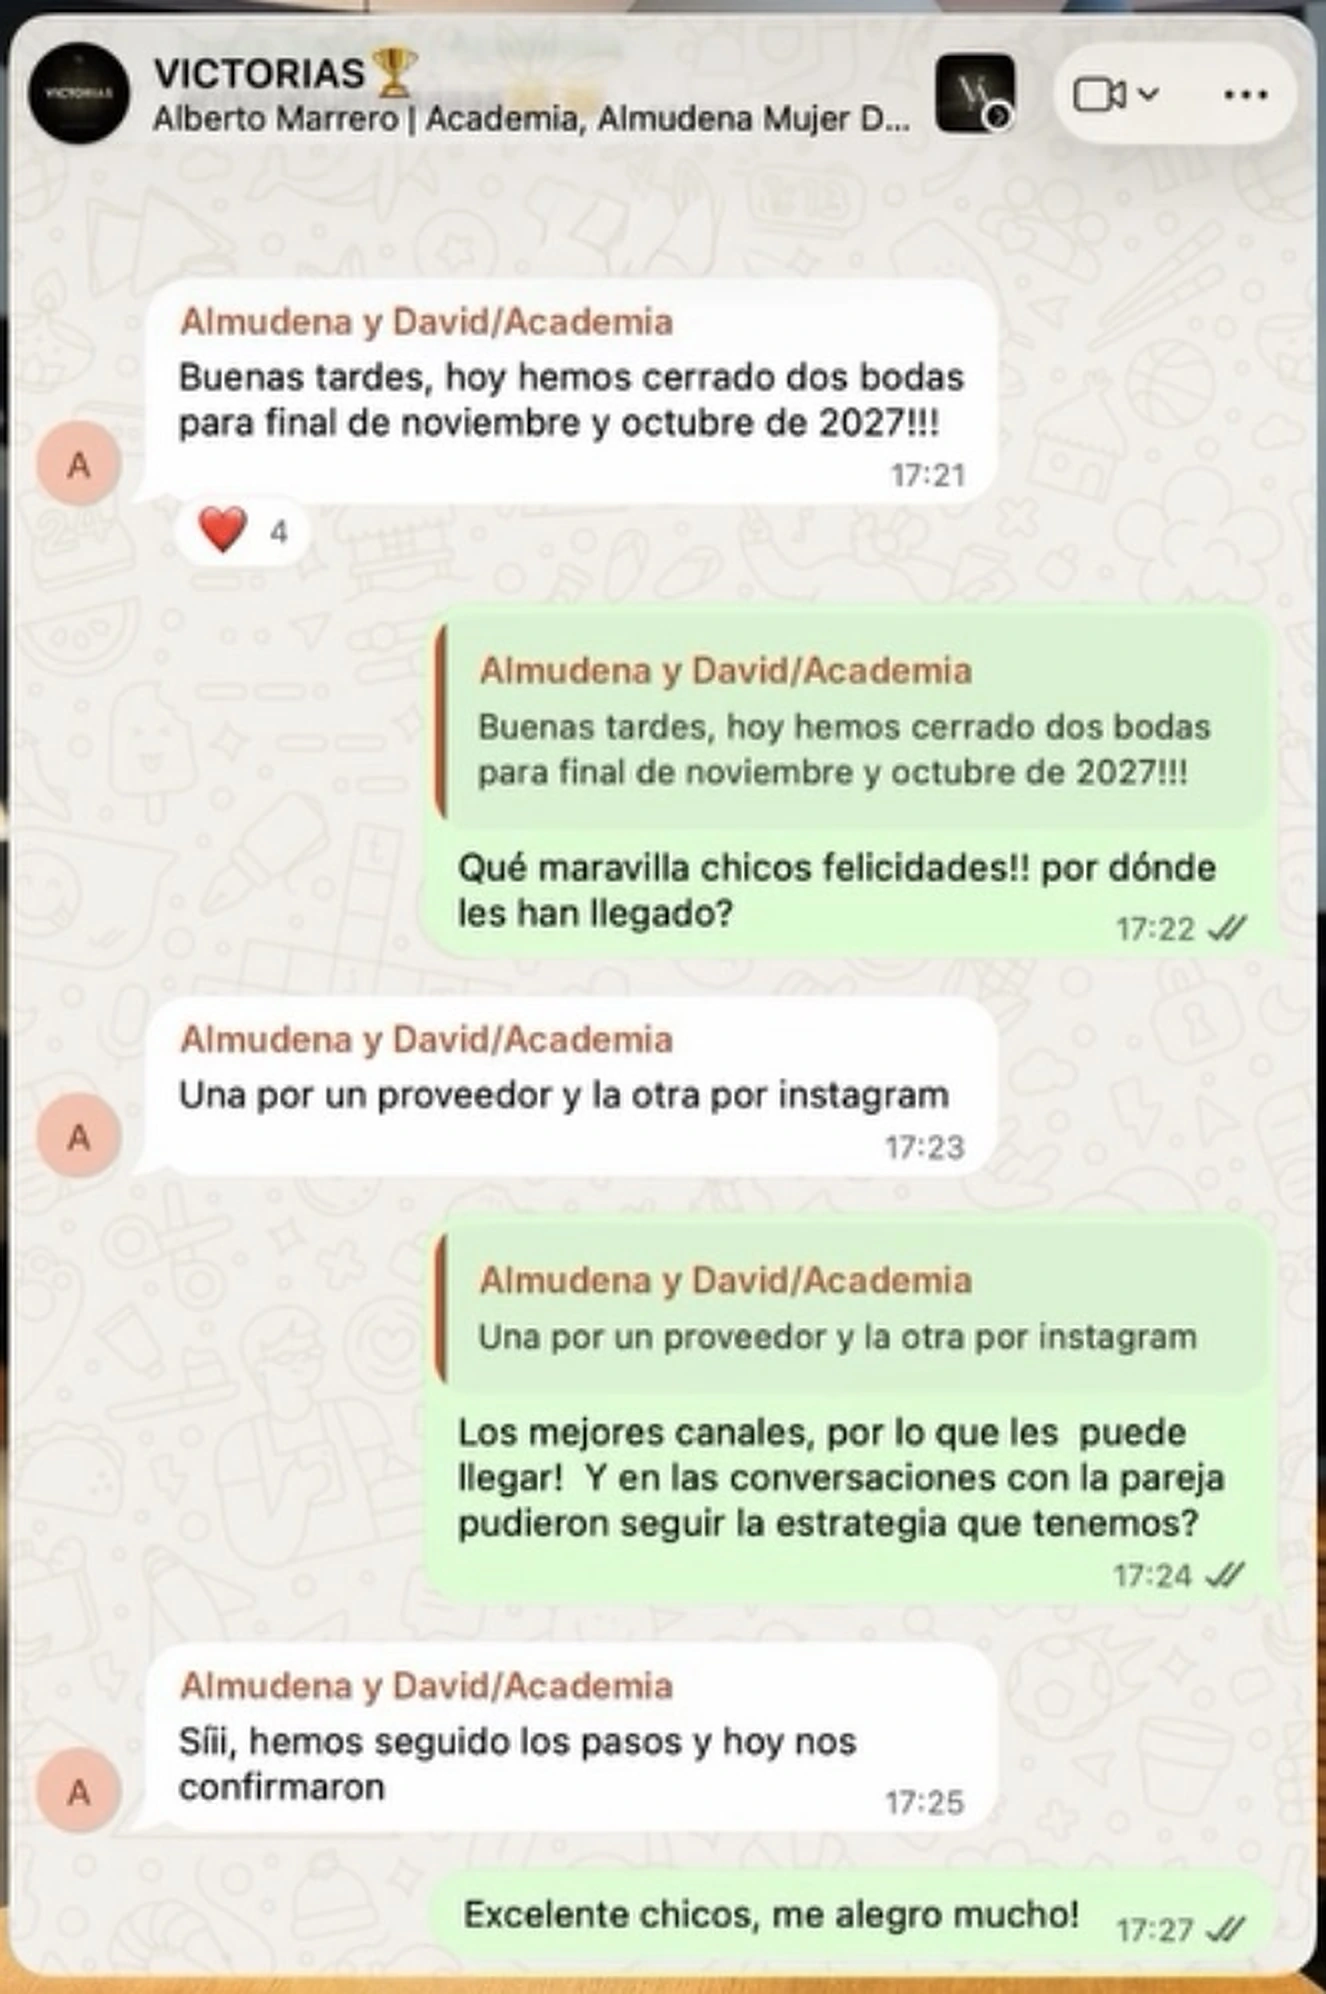 VICTORIAS
VICTORIAS🏆
Alberto Marrero | Academia, Almudena Mujer D...
Almudena y David/Academia
Buenas tardes, hoy hemos cerrado dos bodas
para final de noviembre y octubre de 2027!!!
17:21
A
❤️ 4
Almudena y David/Academia
Buenas tardes, hoy hemos cerrado dos bodas
para final de noviembre y octubre de 2027!!!
Qué maravilla chicos felicidades!! por dónde
les han llegado?
17:22
Almudena y David/Academia
Una por un proveedor y la otra por instagram
17:23
A
Almudena y David/Academia
Una por un proveedor y la otra por instagram
Los mejores canales, por lo que les  puede
llegar!  Y en las conversaciones con la pareja
pudieron seguir la estrategia que tenemos?
17:24
Almudena y David/Academia
Síii, hemos seguido los pasos y hoy nos
confirmaron
17:25
A
Excelente chicos, me alegro mucho! 17:27